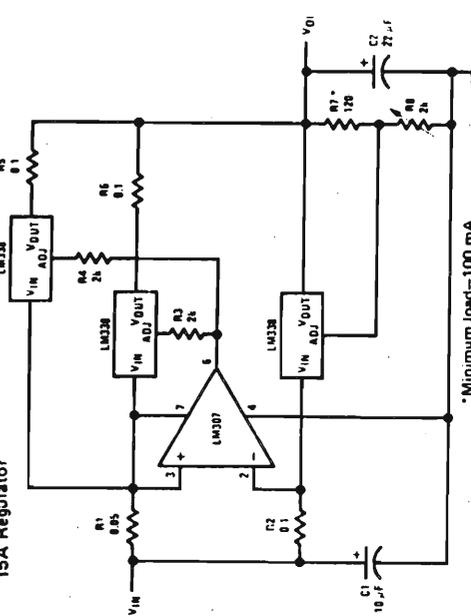 15A Regulator
LM338
VIN
VOUT
ADJ
R5
0.1
R4
2k
LM338
VIN
VOUT
ADJ
R6
0.1
R3
2k
R1
0.05
VIN
3
+
7
6
LM307
2
−
4
R2
0.1
LM338
VIN
VOUT
ADJ
R7*
120
R8
2k
C1
10 μF
+
C2
22 μF
+
*Minimum load–100 mA